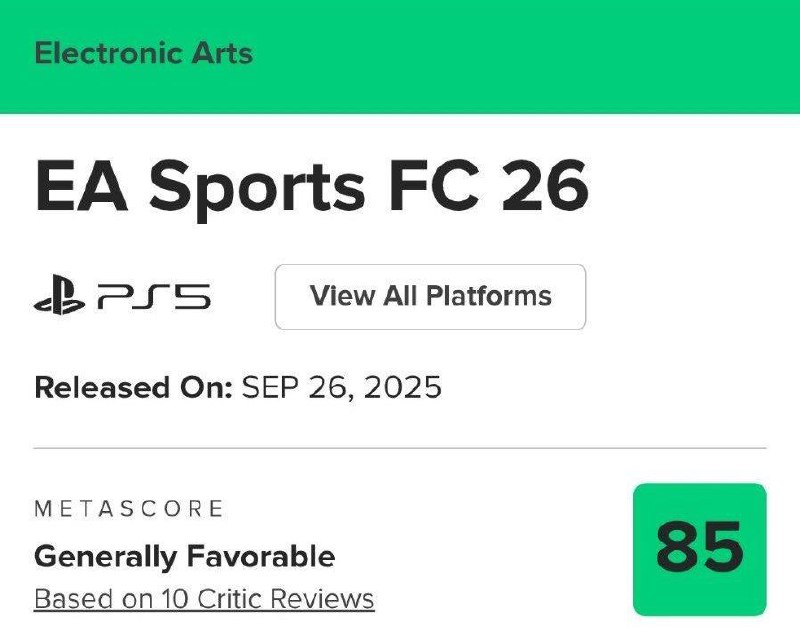 Electronic Arts
EA Sports FC 26
PS5
View All Platforms
Released On: SEP 26, 2025
METASCORE
Generally Favorable
85
Based on 10 Critic Reviews